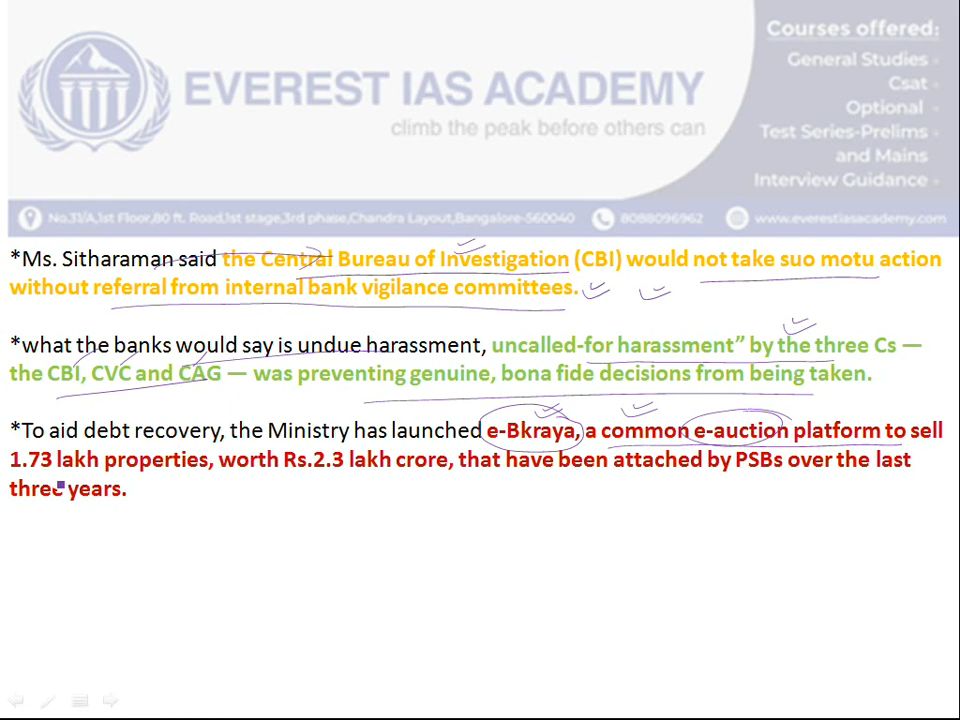 Courses offered:
General Studies
Csat
Optional
Test Series-Prelims
and Mains
Interview Guidance
EVEREST IAS ACADEMY
climb the peak before others can
No.31/A,1st Floor,80 ft. Road,1st stage,3rd phase,Chandra Layout,Bangalore-560040 8088096962 www.everestiasacademy.com
*Ms. Sitharaman said the Central Bureau of Investigation (CBI) would not take suo motu action
without referral from internal bank vigilance committees.
*what the banks would say is undue harassment, uncalled-for harassment” by the three Cs —
the CBI, CVC and CAG — was preventing genuine, bona fide decisions from being taken.
*To aid debt recovery, the Ministry has launched e-Bkraya, a common e-auction platform to sell
1.73 lakh properties, worth Rs.2.3 lakh crore, that have been attached by PSBs over the last
three years.